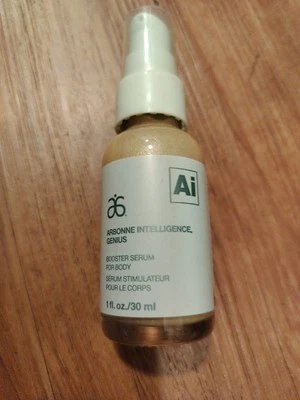 Ai
ARBONNE INTELLIGENCE,
GENIUS
BOOSTER SERUM
FOR BODY
SÉRUM STIMULATEUR
POUR LE CORPS
1 fl. oz./30 ml